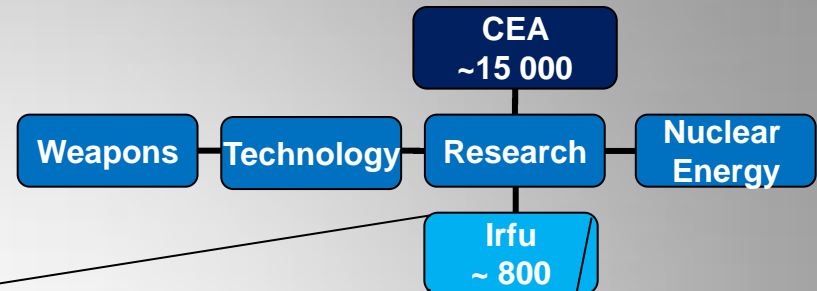 CEA
~15 000
Weapons
Technology
Research
Nuclear
Energy
Irfu
~ 800